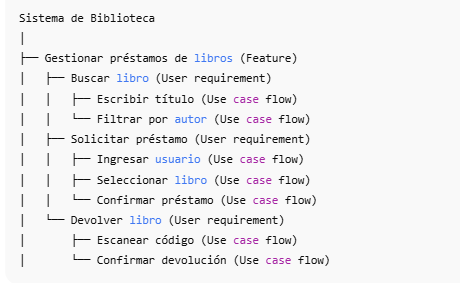 Sistema de Biblioteca
│
├── Gestionar préstamos de libros (Feature)
│   ├── Buscar libro (User requirement)
│   │   ├── Escribir título (Use case flow)
│   │   └── Filtrar por autor (Use case flow)
│   ├── Solicitar préstamo (User requirement)
│   │   ├── Ingresar usuario (Use case flow)
│   │   ├── Seleccionar libro (Use case flow)
│   │   └── Confirmar préstamo (Use case flow)
│   └── Devolver libro (User requirement)
│       ├── Escanear código (Use case flow)
│       └── Confirmar devolución (Use case flow)